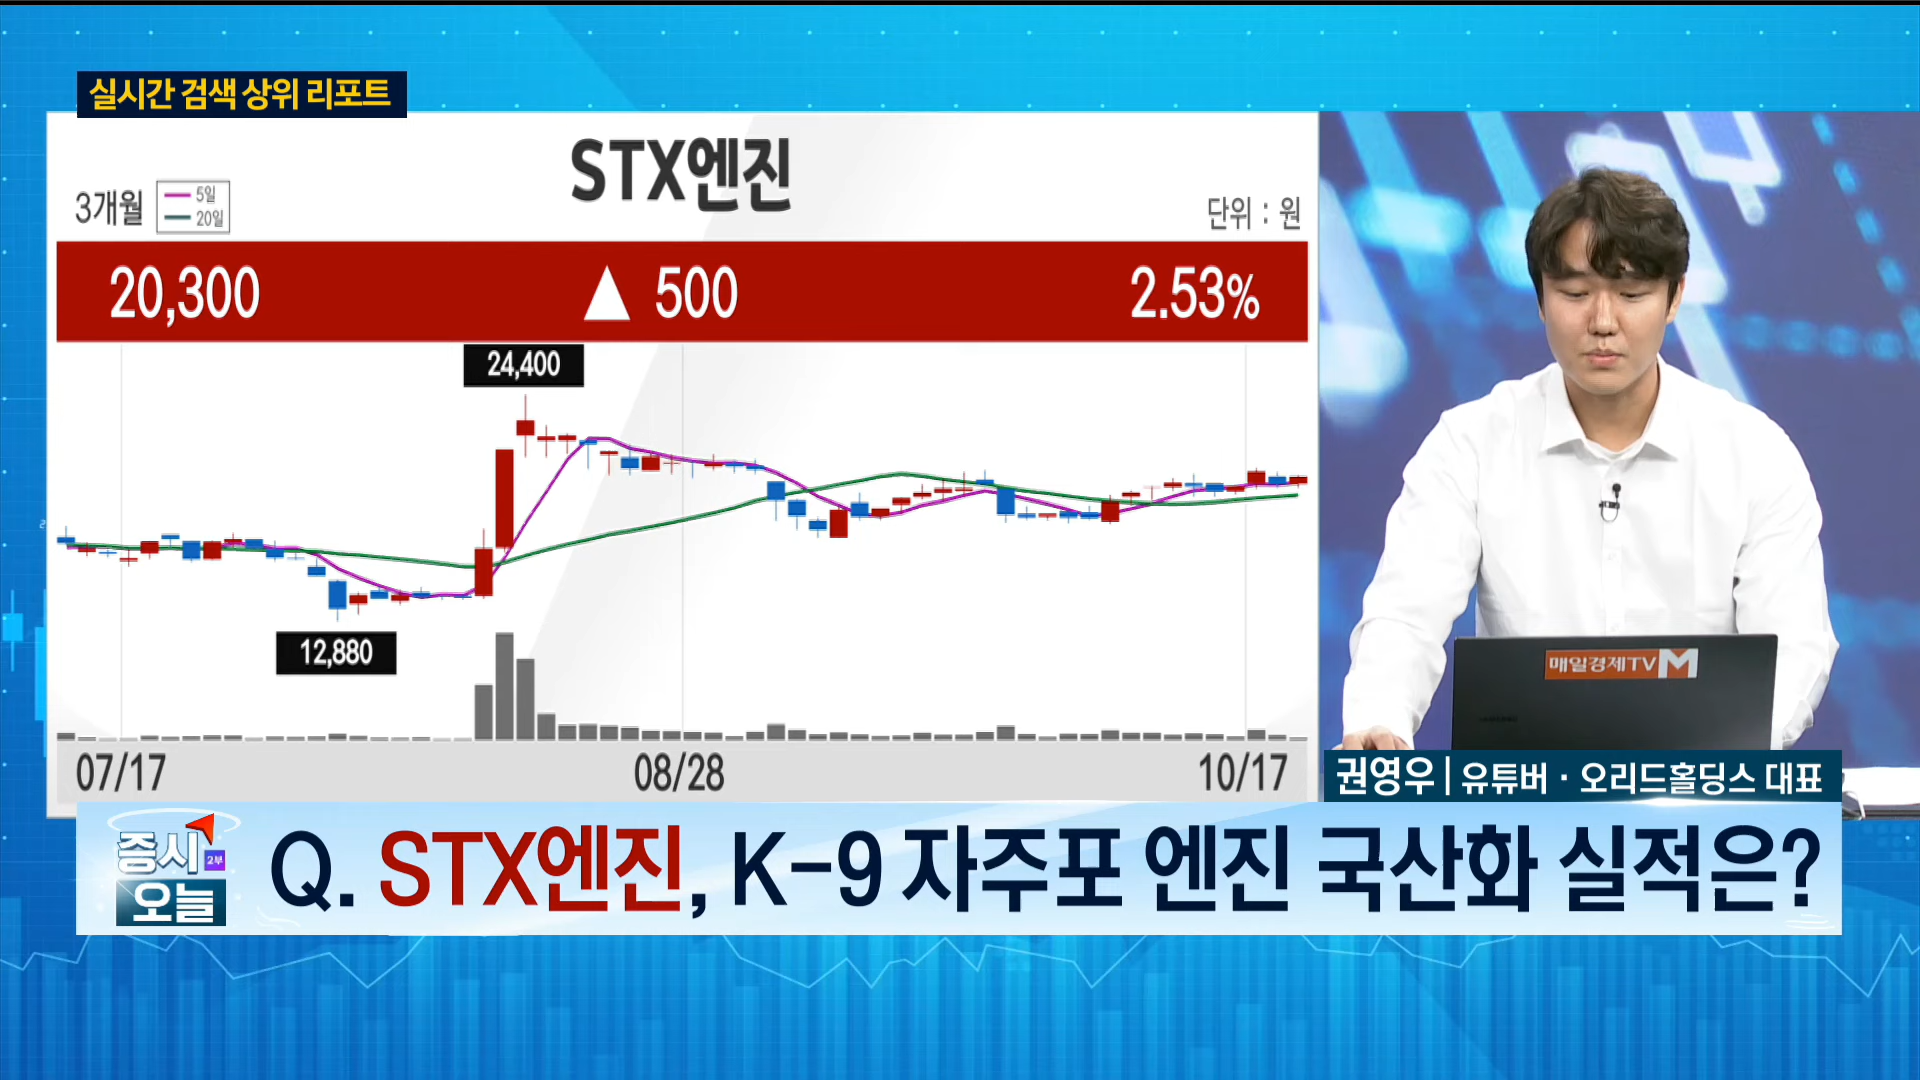 실시간 검색 상위 리포트
STX엔진
3개월
5일
20일
단위 : 원
20,300 ▲ 500 2.53%
24,400
12,880
07/17 08/28 10/17
매일경제TV M
권영우 | 유튜버 · 오리드홀딩스 대표
증시 2부
오늘
Q. STX엔진, K-9 자주포 엔진 국산화 실적은?